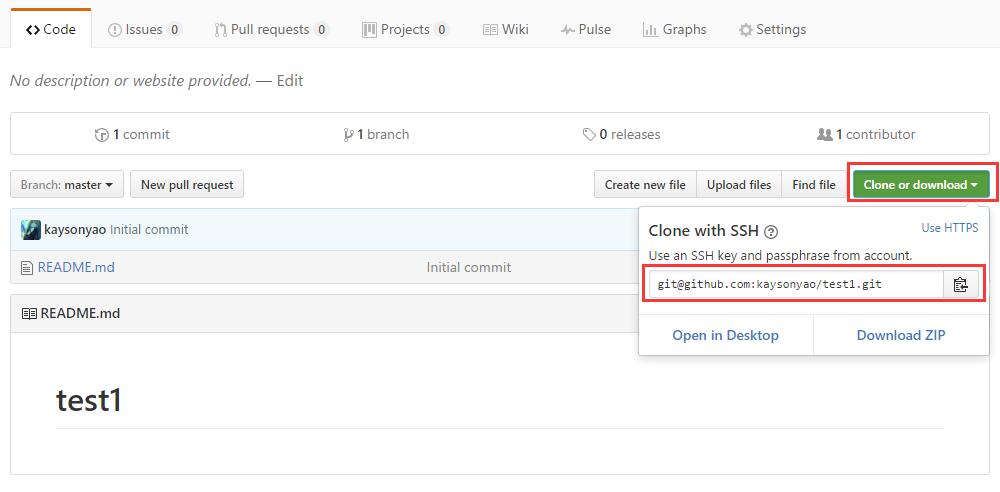 Code Issues 0 Pull requests 0 Projects 0 Wiki Pulse Graphs Settings
No description or website provided. — Edit
1 commit 1 branch 0 releases 1 contributor
Branch: master New pull request Create new file Upload files Find file Clone or download
kaysonyao Initial commit
README.md Initial commit
Clone with SSH ? Use HTTPS
Use an SSH key and passphrase from account.
git@github.com:kaysonyao/test1.git
Open in Desktop Download ZIP
README.md
test1